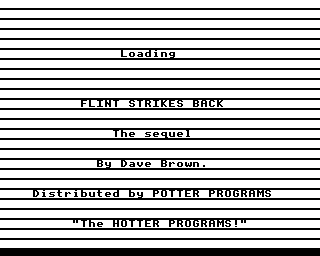 Loading
FLINT STRIKES BACK
The sequel
By Dave Brown.
Distributed by POTTER PROGRAMS
"The HOTTER PROGRAMS!"